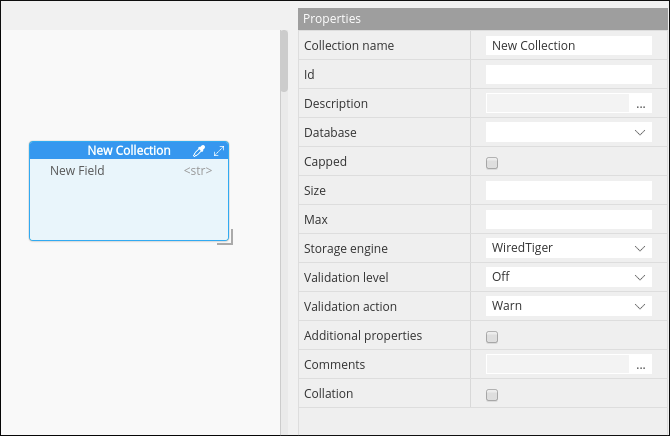 Properties
Collection name New Collection
Id
Description ...
Database
Capped
Size
Max
Storage engine WiredTiger
Validation level Off
Validation action Warn
Additional properties
Comments ...
Collation
New Collection
New Field <str>